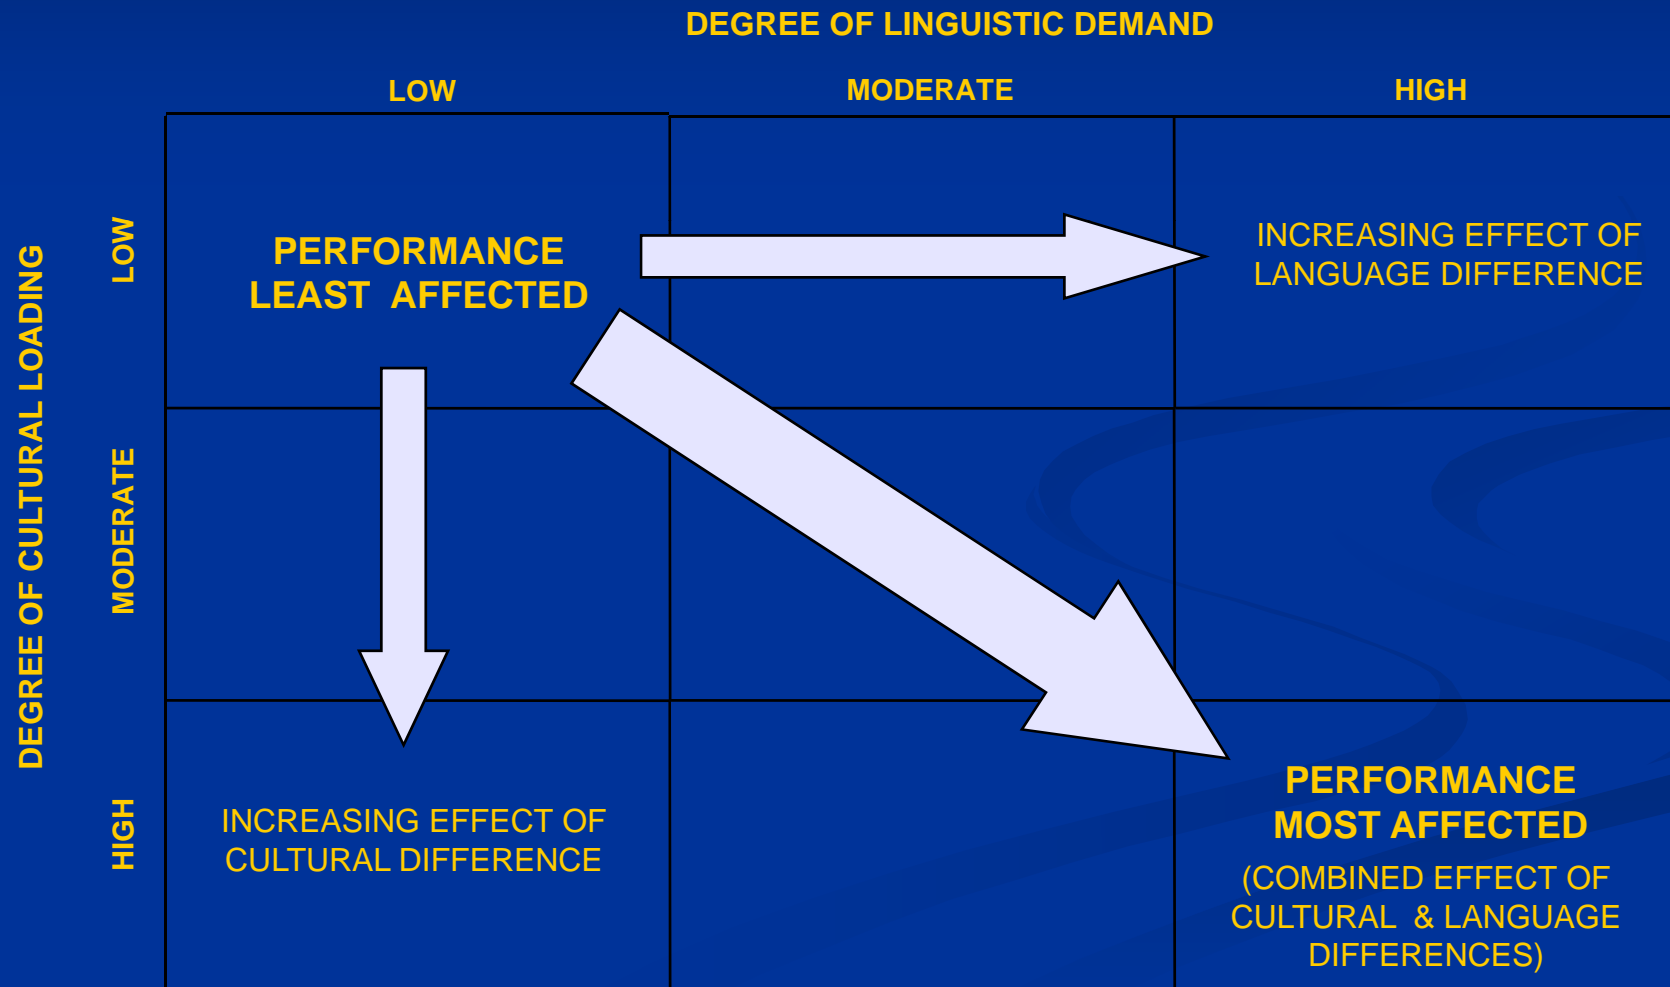 DEGREE OF LINGUISTIC DEMAND
LOW
MODERATE
HIGH
DEGREE OF CULTURAL LOADING
LOW
PERFORMANCE
LEAST AFFECTED
INCREASING EFFECT OF
LANGUAGE DIFFERENCE
MODERATE
HIGH
INCREASING EFFECT OF
CULTURAL DIFFERENCE
PERFORMANCE
MOST AFFECTED
(COMBINED EFFECT OF
CULTURAL & LANGUAGE
DIFFERENCES)